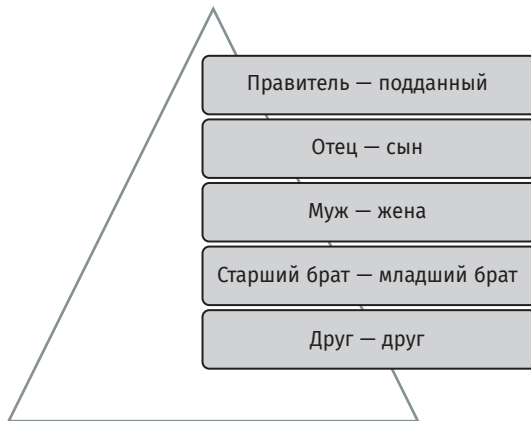 Правитель — подданный
Отец — сын
Муж — жена
Старший брат — младший брат
Друг — друг